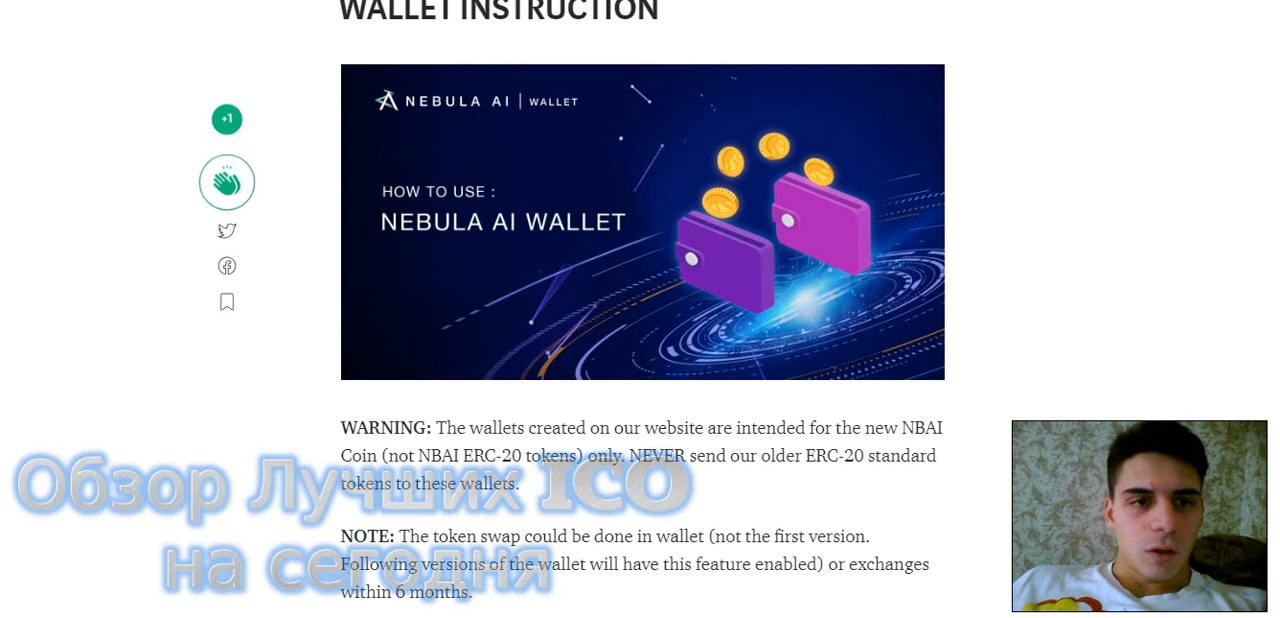 WALLET INSTRUCTION
NEBULA AI | WALLET
HOW TO USE :
NEBULA AI WALLET
+1
WARNING: The wallets created on our website are intended for the new NBAI
Coin (not NBAI ERC-20 tokens) only. NEVER send our older ERC-20 standard
tokens to these wallets.
Обзор Лучших ICO
на сегодня
NOTE: The token swap could be done in wallet (not the first version.
Following versions of the wallet will have this feature enabled) or exchanges
within 6 months.